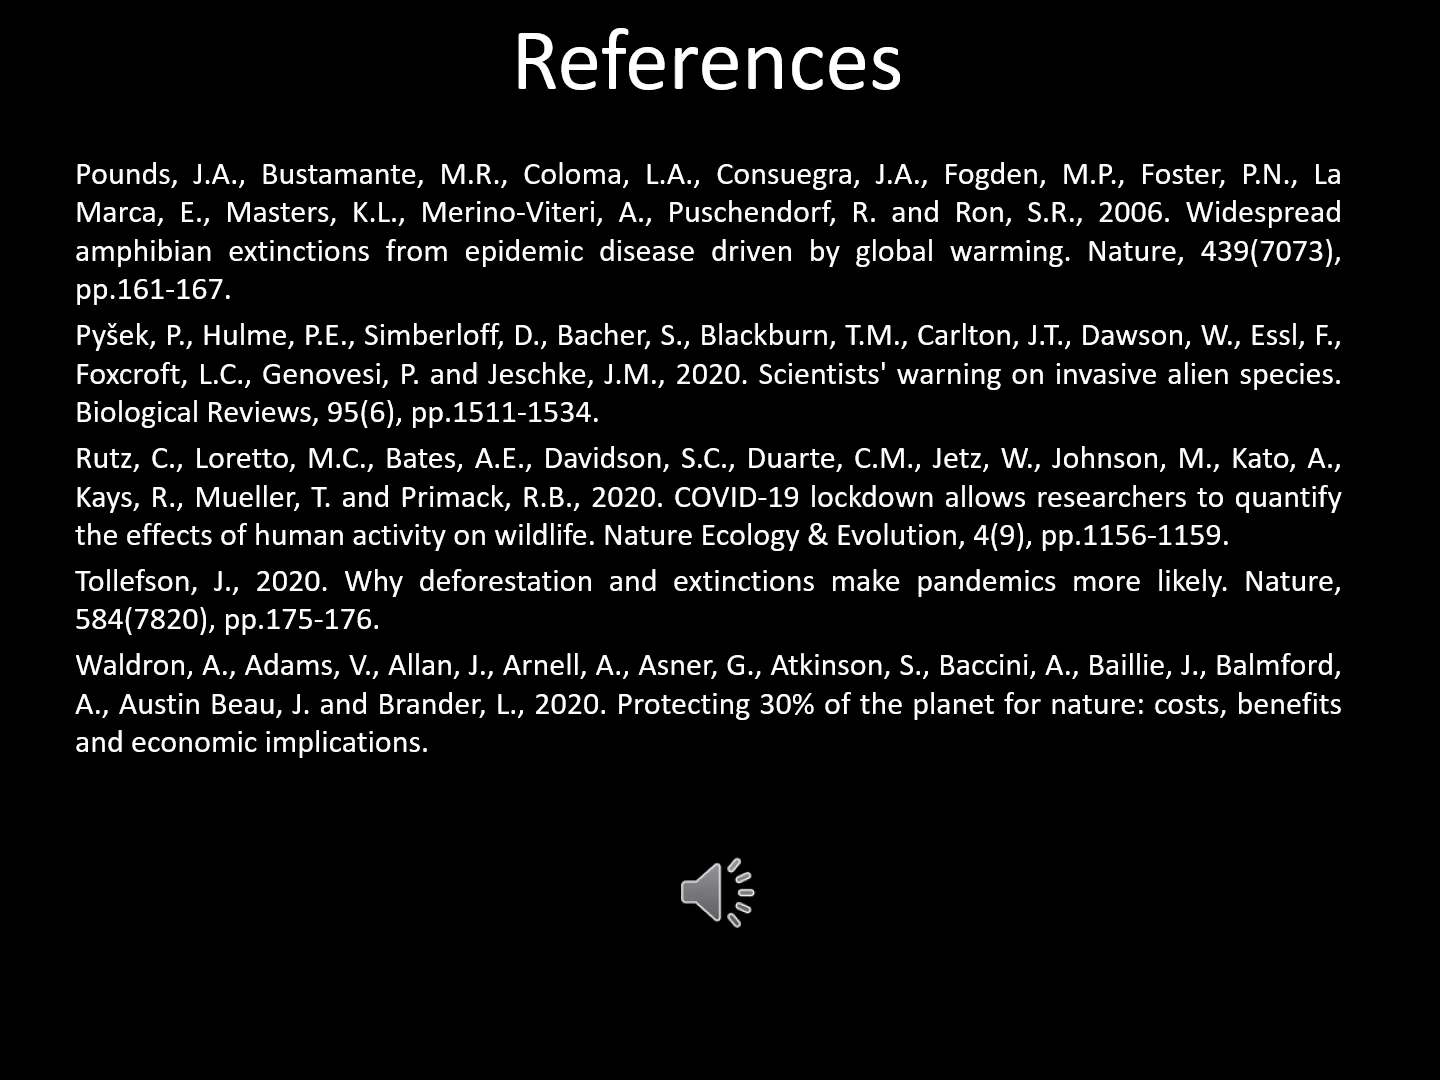 References
Pounds, J.A., Bustamante, M.R., Coloma, L.A., Consuegra, J.A., Fogden, M.P., Foster, P.N., La
Marca, E., Masters, K.L., Merino-Viteri, A., Puschendorf, R. and Ron, S.R., 2006. Widespread
amphibian extinctions from epidemic disease driven by global warming. Nature, 439(7073),
pp.161-167.
Pyšek, P., Hulme, P.E., Simberloff, D., Bacher, S., Blackburn, T.M., Carlton, J.T., Dawson, W., Essl, F.,
Foxcroft, L.C., Genovesi, P. and Jeschke, J.M., 2020. Scientists' warning on invasive alien species.
Biological Reviews, 95(6), pp.1511-1534.
Rutz, C., Loretto, M.C., Bates, A.E., Davidson, S.C., Duarte, C.M., Jetz, W., Johnson, M., Kato, A.,
Kays, R., Mueller, T. and Primack, R.B., 2020. COVID-19 lockdown allows researchers to quantify
the effects of human activity on wildlife. Nature Ecology & Evolution, 4(9), pp.1156-1159.
Tollefson, J., 2020. Why deforestation and extinctions make pandemics more likely. Nature,
584(7820), pp.175-176.
Waldron, A., Adams, V., Allan, J., Arnell, A., Asner, G., Atkinson, S., Baccini, A., Baillie, J., Balmford,
A., Austin Beau, J. and Brander, L., 2020. Protecting 30% of the planet for nature: costs, benefits
and economic implications.